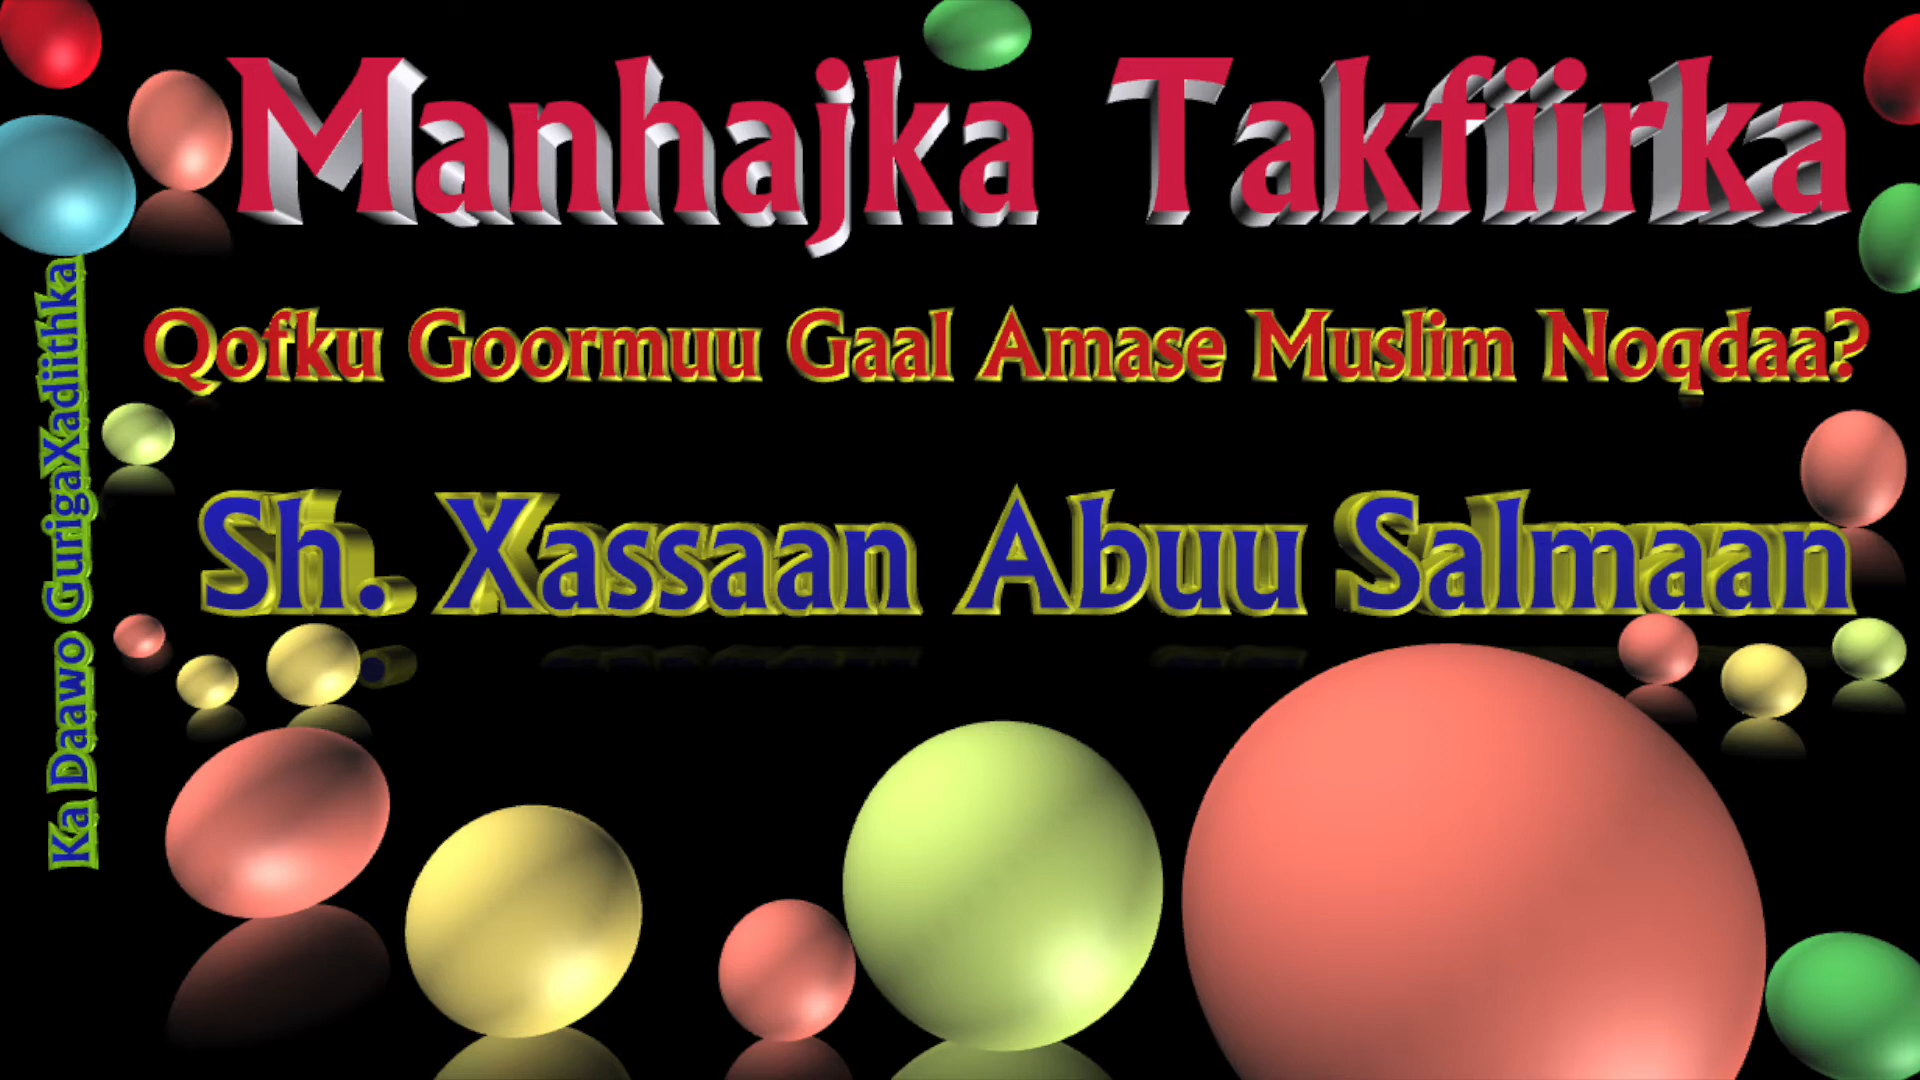 Manhajka Takfiirka
Qofku Goormuu Gaal Amase Muslim Noqdaa?
Sh. Xassaan Abuu Salmaan
Ka Daawo GurigaXadiithka